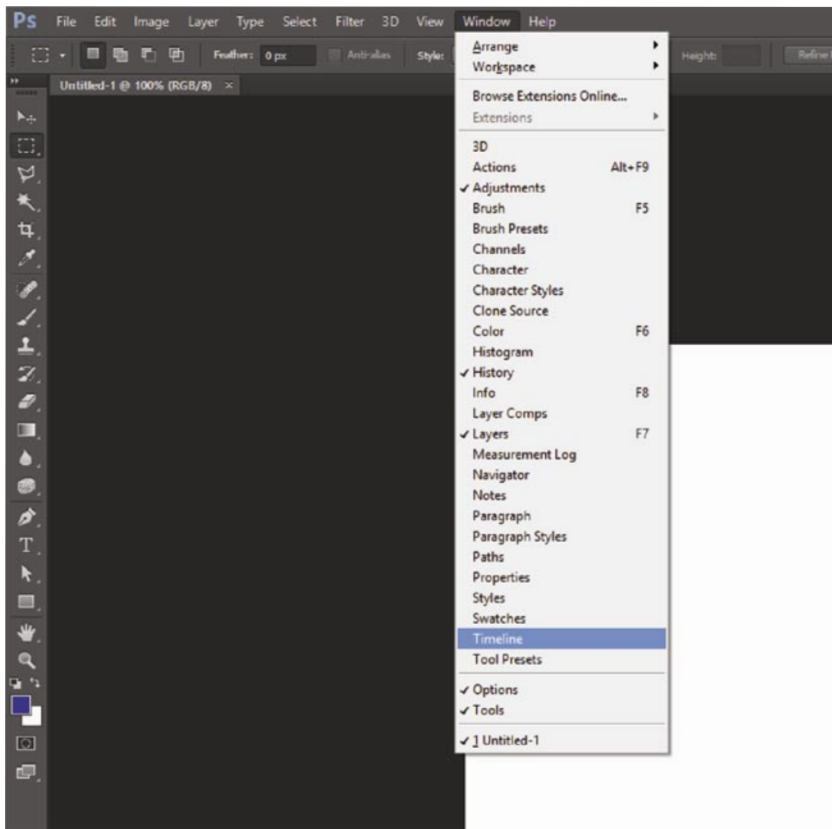 Ps File Edit Image Layer Type Select Filter 3D View Window Help
Feather: 0 px Anti-alias Style: Height: Refine
Untitled-1 @ 100% (RGB/8) ×
Arrange
Workspace
Browse Extensions Online...
Extensions
3D
Actions Alt+F9
Adjustments
Brush F5
Brush Presets
Channels
Character
Character Styles
Clone Source
Color F6
Histogram
History
Info F8
Layer Comps
Layers F7
Measurement Log
Navigator
Notes
Paragraph
Paragraph Styles
Paths
Properties
Styles
Swatches
Timeline
Tool Presets
Options
Tools
1 Untitled-1